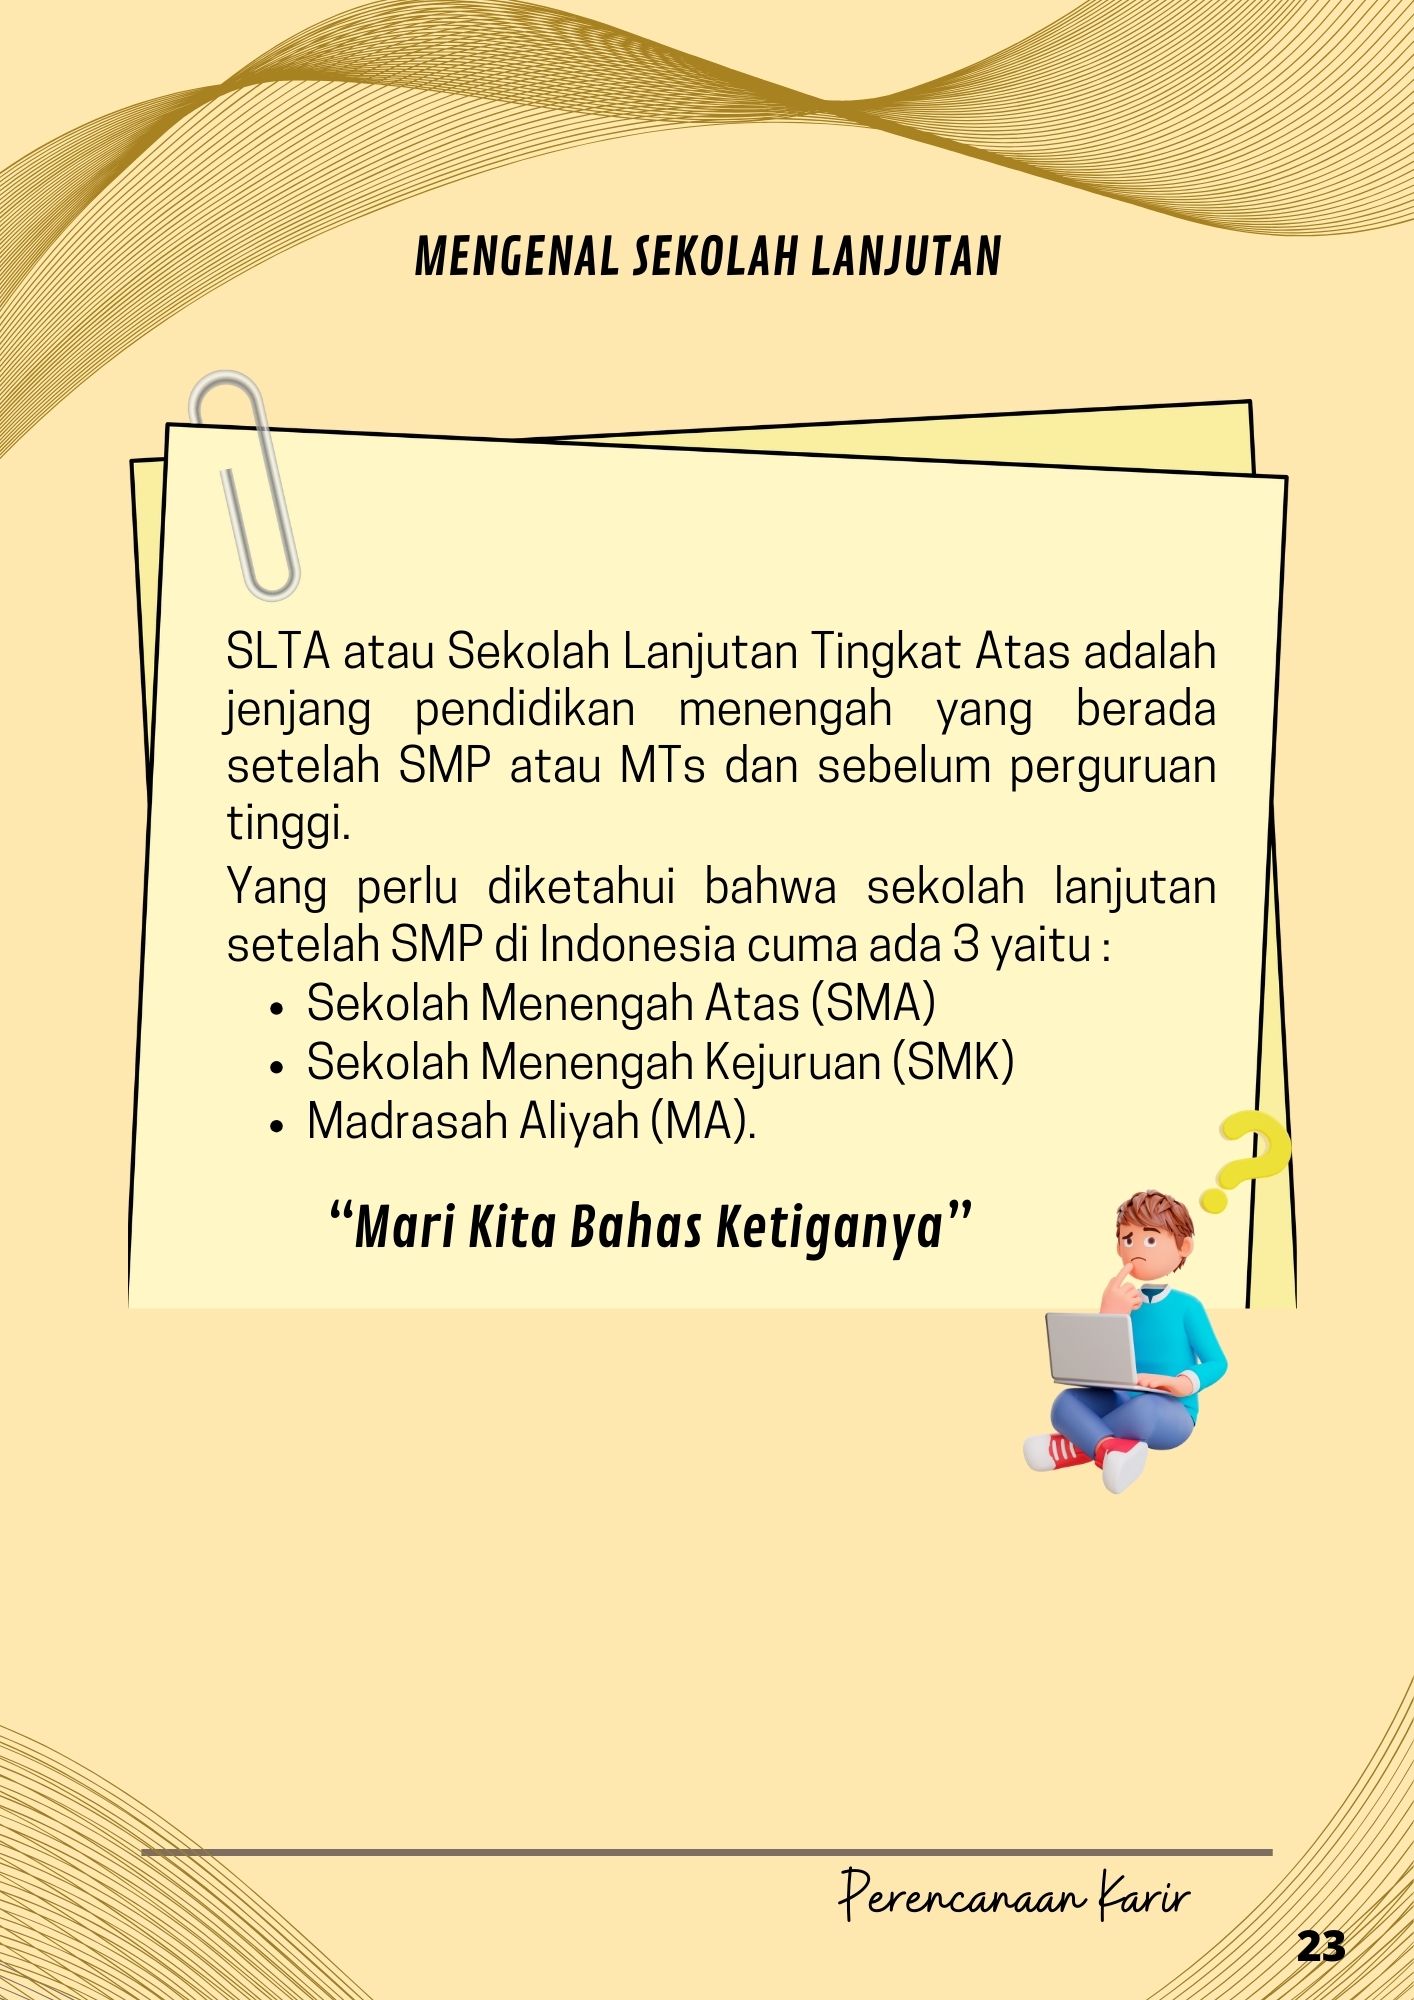 MENGENAL SEKOLAH LANJUTAN
SLTA atau Sekolah Lanjutan Tingkat Atas adalah
jenjang pendidikan menengah yang berada
setelah SMP atau MTs dan sebelum perguruan
tinggi.
Yang perlu diketahui bahwa sekolah lanjutan
setelah SMP di Indonesia cuma ada 3 yaitu :
• Sekolah Menengah Atas (SMA)
• Sekolah Menengah Kejuruan (SMK)
• Madrasah Aliyah (MA).
“Mari Kita Bahas Ketiganya”
Perencanaan Karir
23